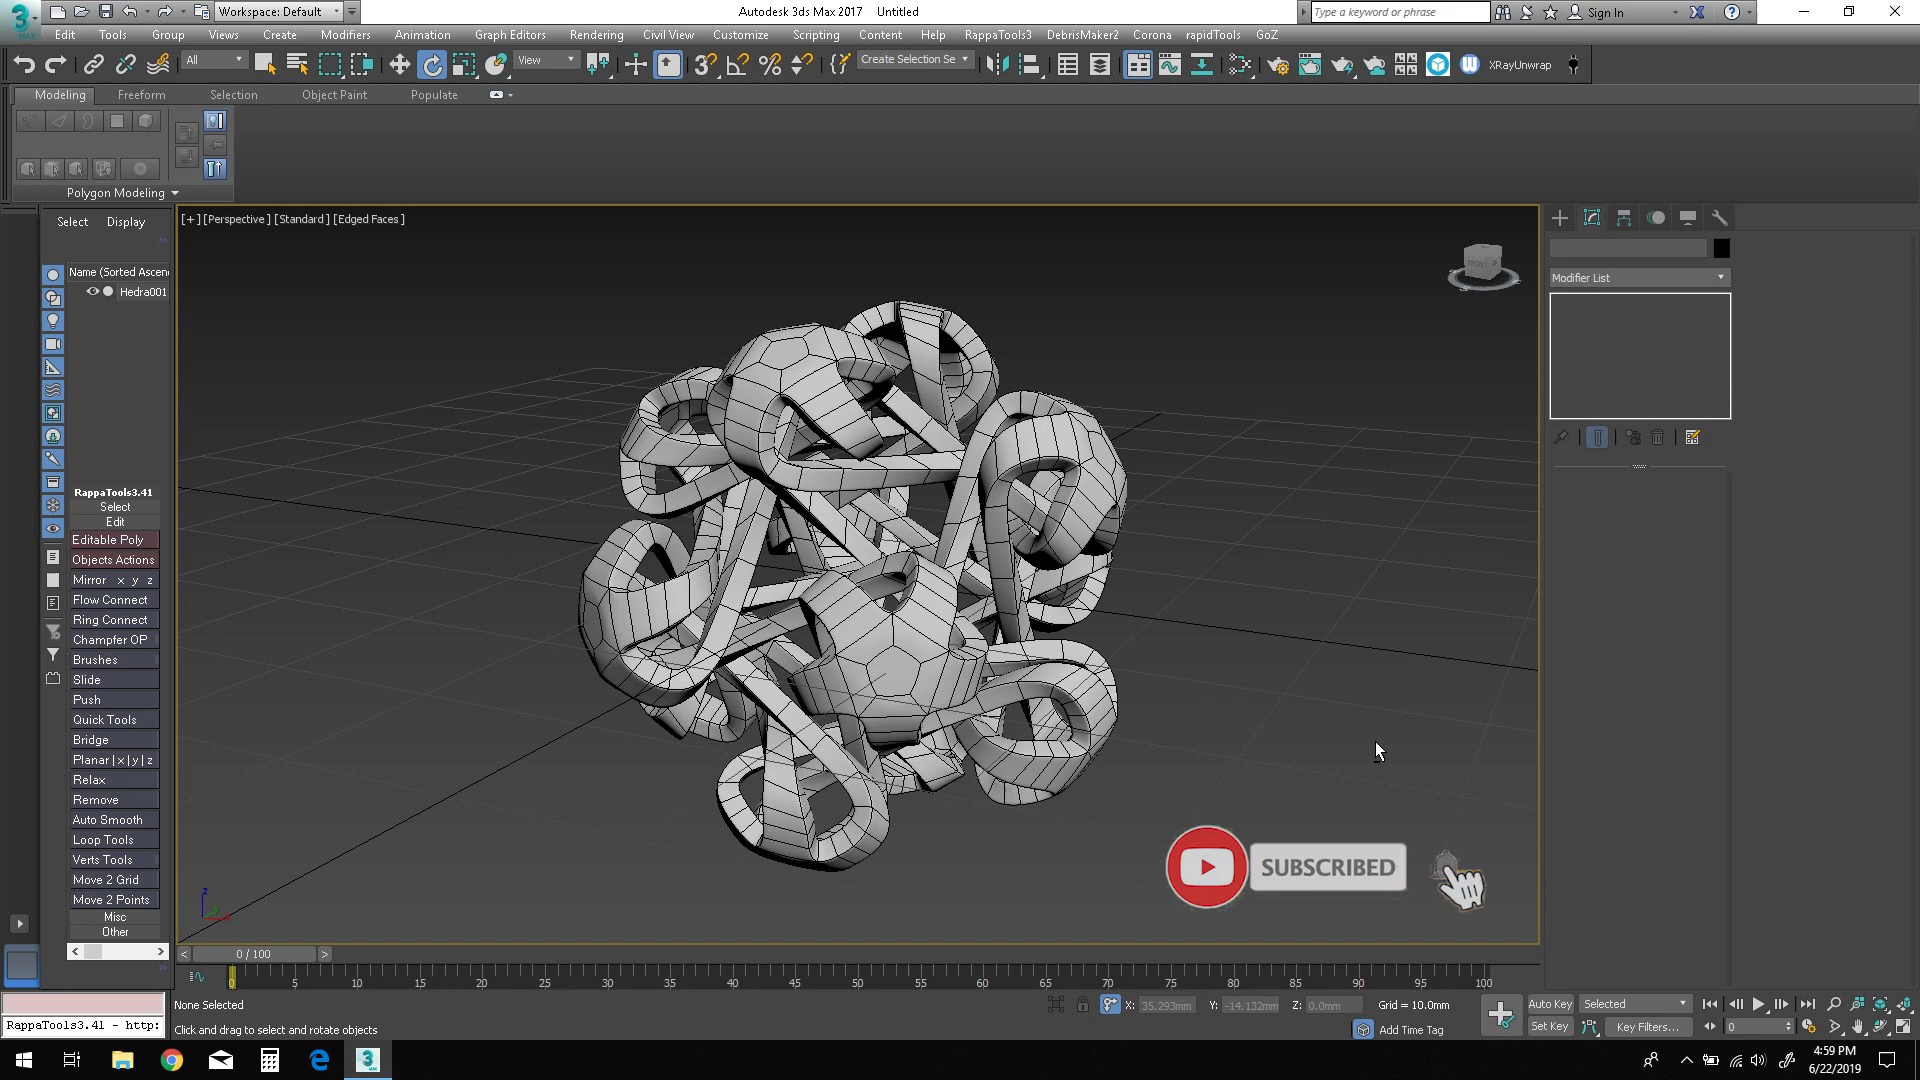 Workspace: Default
Autodesk 3ds Max 2017 Untitled
Type a keyword or phrase
Sign In
3 MAX
Edit Tools Group Views Create Modifiers Animation Graph Editors Rendering Civil View Customize Scripting Content Help RappaTools3 DebrisMaker2 Corona rapidTools GoZ
All
View
Create Selection Se
XRayUnwrap
Modeling Freeform Selection Object Paint Populate
Polygon Modeling
Select Display
[+] [Perspective ] [Standard ] [Edged Faces ]
Name (Sorted Ascen
Hedra001
FRONT
Modifier List
RappaTools3.41
Select
Edit
Editable Poly
Objects Actions
Mirror x y z
Flow Connect
Ring Connect
Champfer OP
Brushes
Slide
Push
Quick Tools
Bridge
Planar | x | y | z
Relax
Remove
Auto Smooth
Loop Tools
Verts Tools
Move 2 Grid
Move 2 Points
Misc
Other
z
SUBSCRIBED
< 0 / 100 >
0 5 10 15 20 25 30 35 40 45 50 55 60 65 70 75 80 85 90 95 100
None Selected
X: 35.293mm Y: -14.132mm Z: 0.0mm Grid = 10.0mm
Auto Key Selected
RappaTools3.41 - http:
Click and drag to select and rotate objects
Add Time Tag
Set Key Key Filters...
0
4:59 PM
6/22/2019